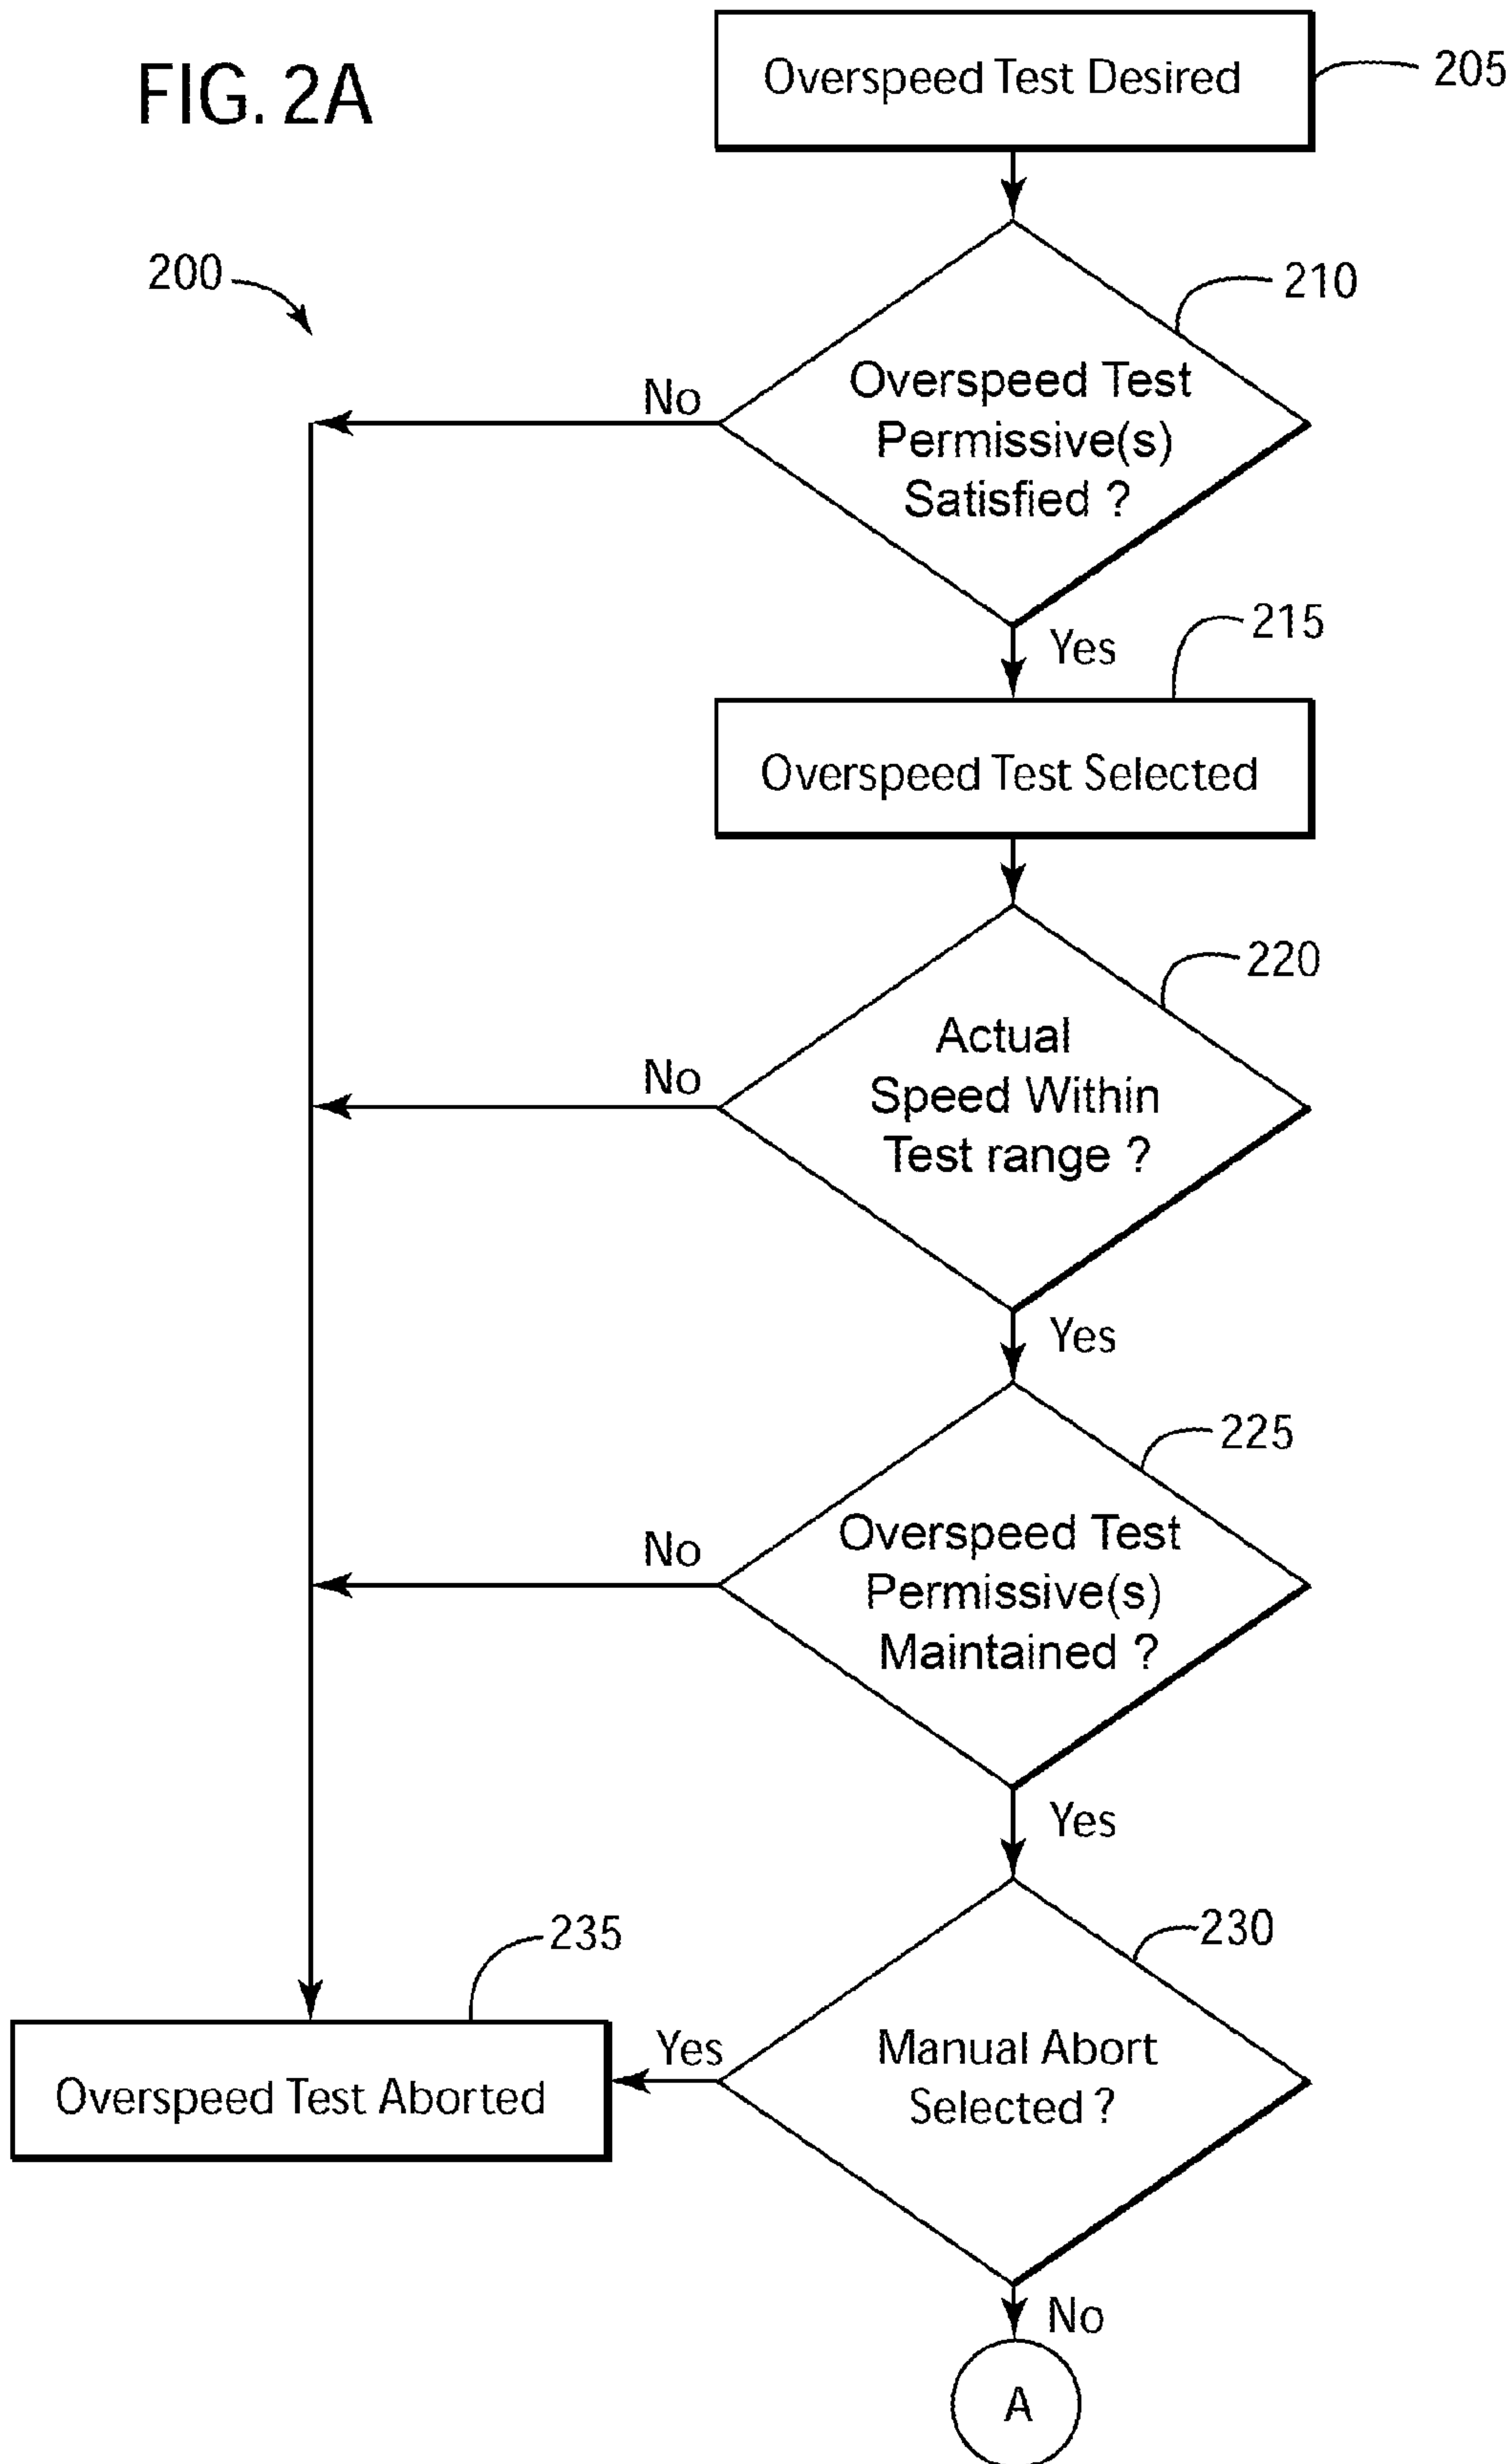 FIG. 2A
Overspeed Test Desired
205
200
210
Overspeed Test
Permissive(s)
Satisfied ?
No
Yes
215
Overspeed Test Selected
220
Actual
Speed Within
Test range ?
No
Yes
225
Overspeed Test
Permissive(s)
Maintained ?
No
Yes
230
235
Manual Abort
Selected ?
Yes
Overspeed Test Aborted
No
A